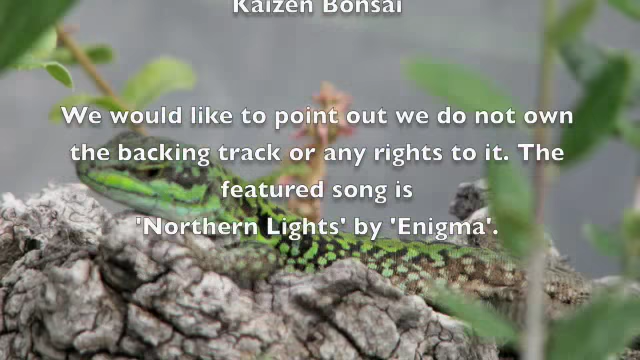 Kaizen Bonsai
We would like to point out we do not own
the backing track or any rights to it. The
featured song is
'Northern Lights' by 'Enigma'.